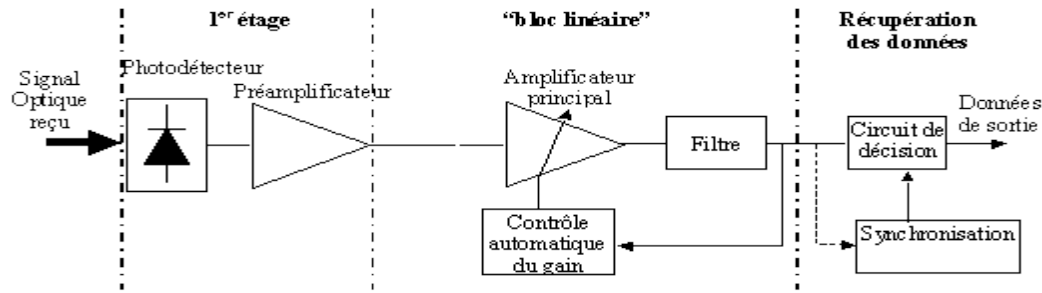 1er étage
“bloc linéaire”
Récupération
des données
Signal
Optique
reçu
Photodétecteur
Préamplificateur
Amplificateur
principal
Filtre
Circuit de
décision
Données
de sortie
Contrôle
automatique
du gain
Synchronisation